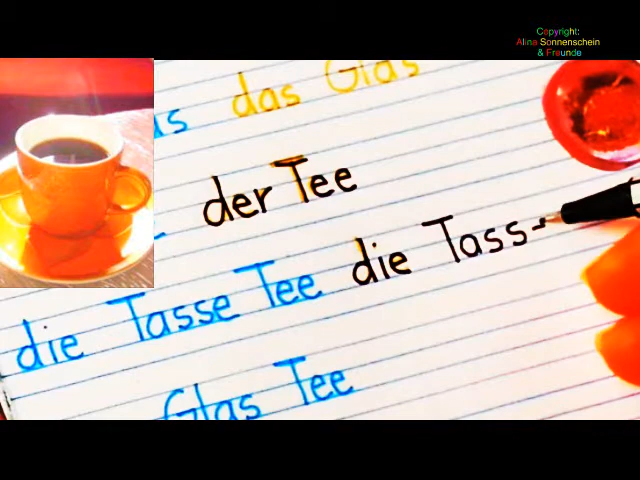 Copyright:
Alina Sonnenschein
& Freunde
das Glas
der Tee
die Tasse Tee die Tass
Glas Tee